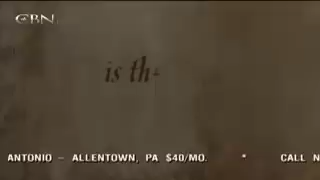 CBN
is th
ANTONIO – ALLENTOWN, PA $40/MO. * CALL N